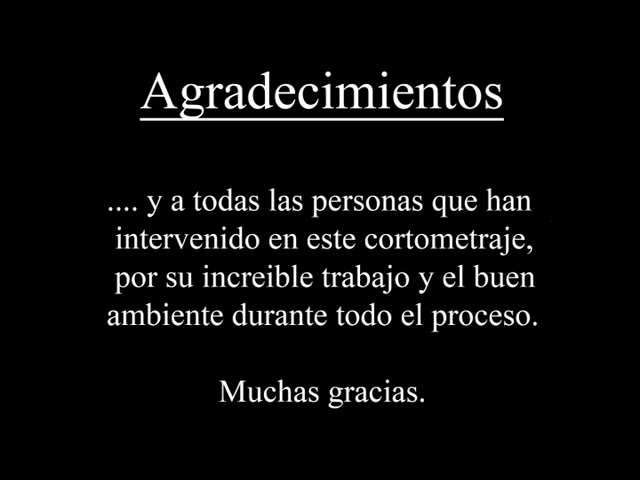 Agradecimientos
.... y a todas las personas que han
intervenido en este cortometraje,
por su increible trabajo y el buen
ambiente durante todo el proceso.
Muchas gracias.